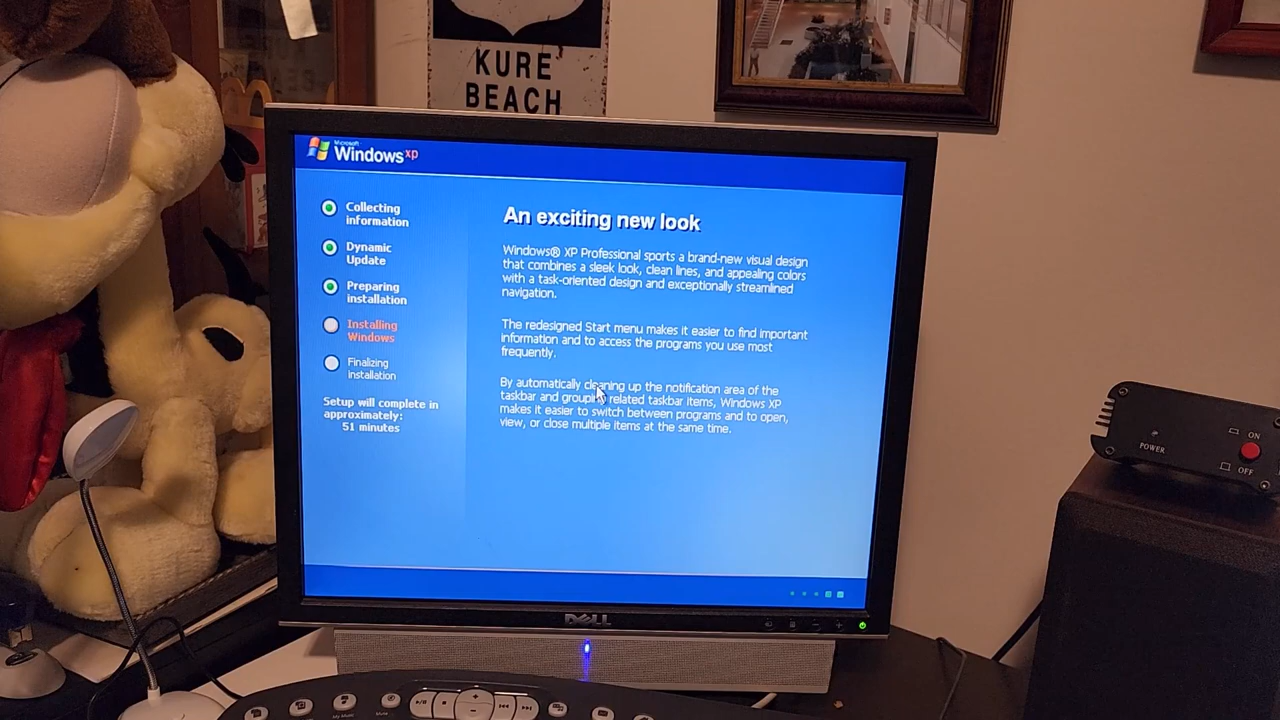 KURE
BEACH
Microsoft
Windows xp
Collecting
information
Dynamic
Update
Preparing
installation
Installing
Windows
Finalizing
installation
Setup will complete in
approximately:
51 minutes
An exciting new look
Windows® XP Professional sports a brand-new visual design
that combines a sleek look, clean lines, and appealing colors
with a task-oriented design and exceptionally streamlined
navigation.
The redesigned Start menu makes it easier to find important
information and to access the programs you use most
frequently.
By automatically cleaning up the notification area of the
taskbar and grouping related taskbar items, Windows XP
makes it easier to switch between programs and to open,
view, or close multiple items at the same time.
DELL
POWER
ON
OFF
My Music
Mute